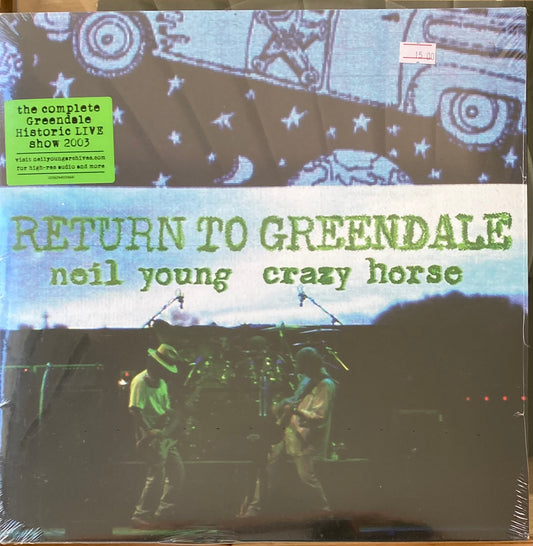 15.00
the complete
Greendale
Historic LIVE
show 2003
visit neilyoungarchives.com
for high-res audio and more
RETURN TO GREENDALE
neil young crazy horse